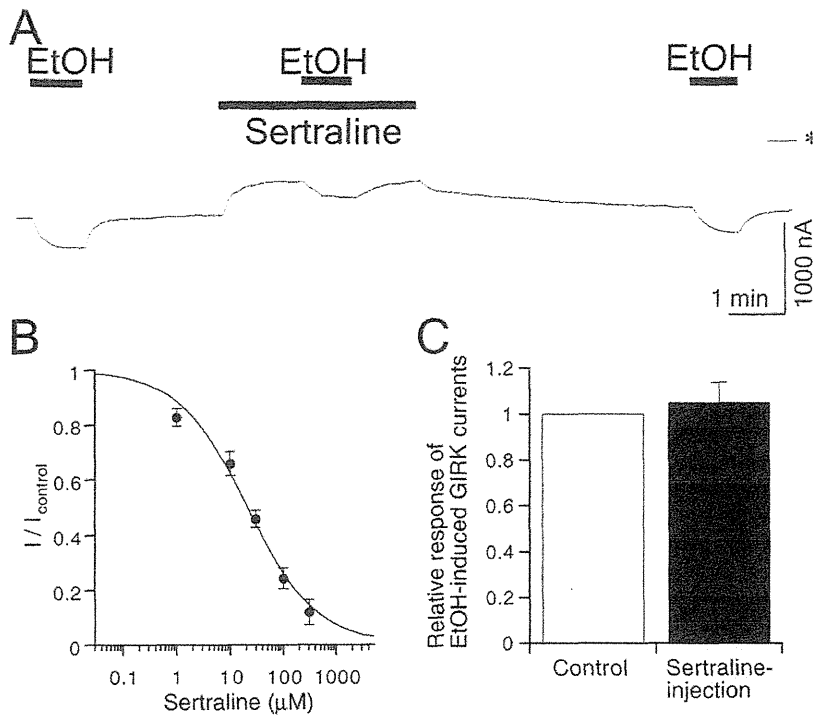 A
EtOH
EtOH
EtOH
Sertraline
*
1 min
1000 nA
B
1
0.8
0.6
0.4
0.2
0
I / Icontrol
0.1
1
10
100
1000
Sertraline (µM)
C
1.2
1
0.8
0.6
0.4
0.2
0
Relative response of
EtOH-induced GIRK currents
Control
Sertraline-
injection